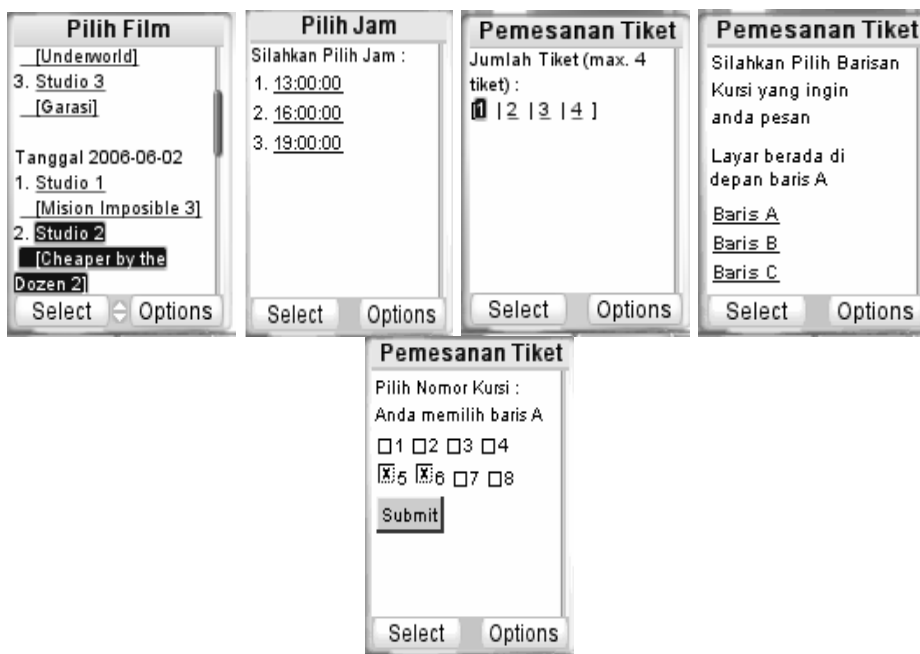 Pilih Film
[Underworld]
3. Studio 3
[Garasi]
Tanggal 2006-06-02
1. Studio 1
[Mision Imposible 3]
2. Studio 2
[Cheaper by the
Dozen 2]
Select Options
Pilih Jam
Silahkan Pilih Jam :
1. 13:00:00
2. 16:00:00
3. 19:00:00
Select Options
Pemesanan Tiket
Jumlah Tiket (max. 4
tiket) :
[1 | 2 | 3 | 4 ]
Select Options
Pemesanan Tiket
Silahkan Pilih Barisan
Kursi yang ingin
anda pesan
Layar berada di
depan baris A
Baris A
Baris B
Baris C
Select Options
Pemesanan Tiket
Pilih Nomor Kursi :
Anda memilih baris A
1 2 3 4
5 6 7 8
Submit
Select Options